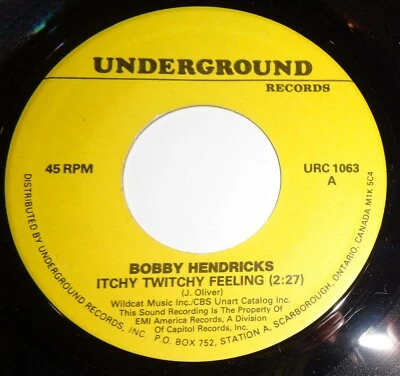 UNDERGROUND
RECORDS
45 RPM
URC 1063
A
BOBBY HENDRICKS
ITCHY TWITCHY FEELING (2:27)
(J. Oliver)
Wildcat Music inc./CBS Unart Catalog Inc.
This Sound Recording Is The Property Of
EMI America Records, A Division
Of Capitol Records, Inc.
DISTRIBUTED BY UNDERGROUND RECORDS, INC. P.O. BOX 752, STATION A, SCARBOROUGH, ONTARIO, CANADA M1K 5C4